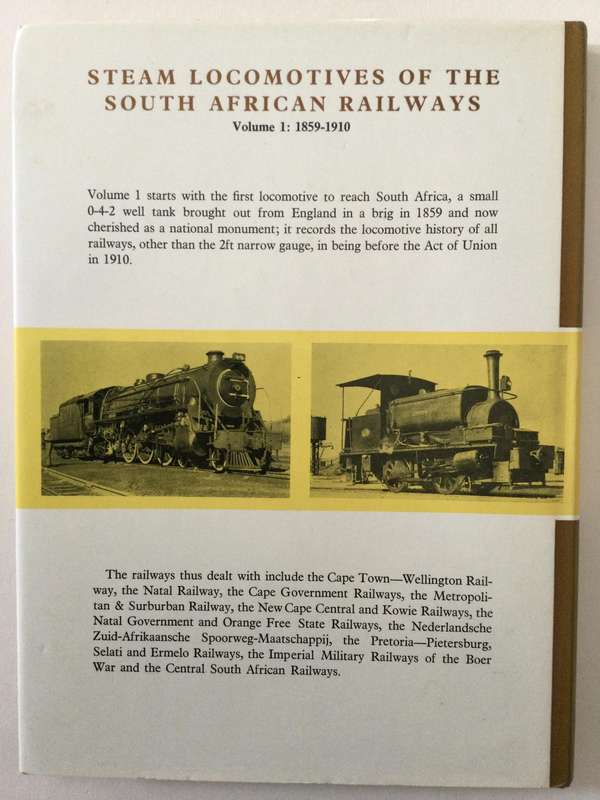 STEAM LOCOMOTIVES OF THE
SOUTH AFRICAN RAILWAYS
Volume 1: 1859-1910
Volume 1 starts with the first locomotive to reach South Africa, a small
0-4-2 well tank brought out from England in a brig in 1859 and now
cherished as a national monument; it records the locomotive history of all
railways, other than the 2ft narrow gauge, in being before the Act of Union
in 1910.
The railways thus dealt with include the Cape Town—Wellington Rail-
way, the Natal Railway, the Cape Government Railways, the Metropoli-
tan & Surburban Railway, the New Cape Central and Kowie Railways, the
Natal Government and Orange Free State Railways, the Nederlandsche
Zuid-Afrikaansche Spoorweg-Maatschappij, the Pretoria—Pietersburg,
Selati and Ermelo Railways, the Imperial Military Railways of the Boer
War and the Central South African Railways.